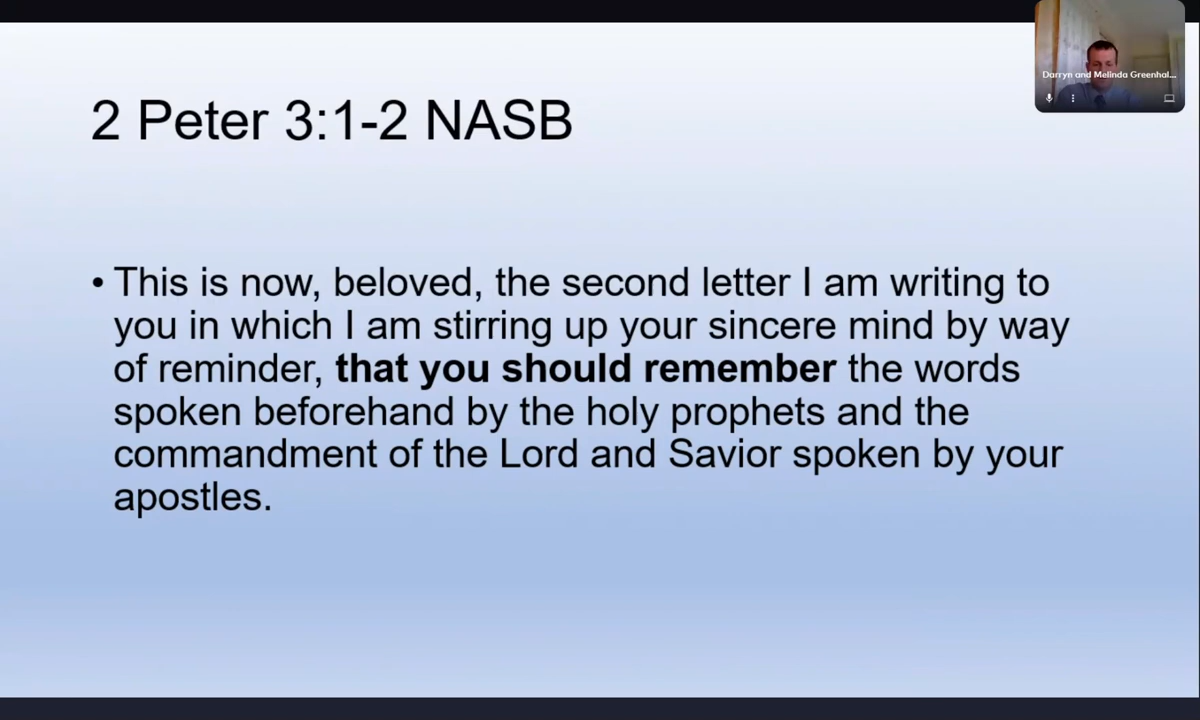 2 Peter 3:1-2 NASB
Darryn and Melinda Greenhal...
• This is now, beloved, the second letter I am writing to
you in which I am stirring up your sincere mind by way
of reminder, that you should remember the words
spoken beforehand by the holy prophets and the
commandment of the Lord and Savior spoken by your
apostles.